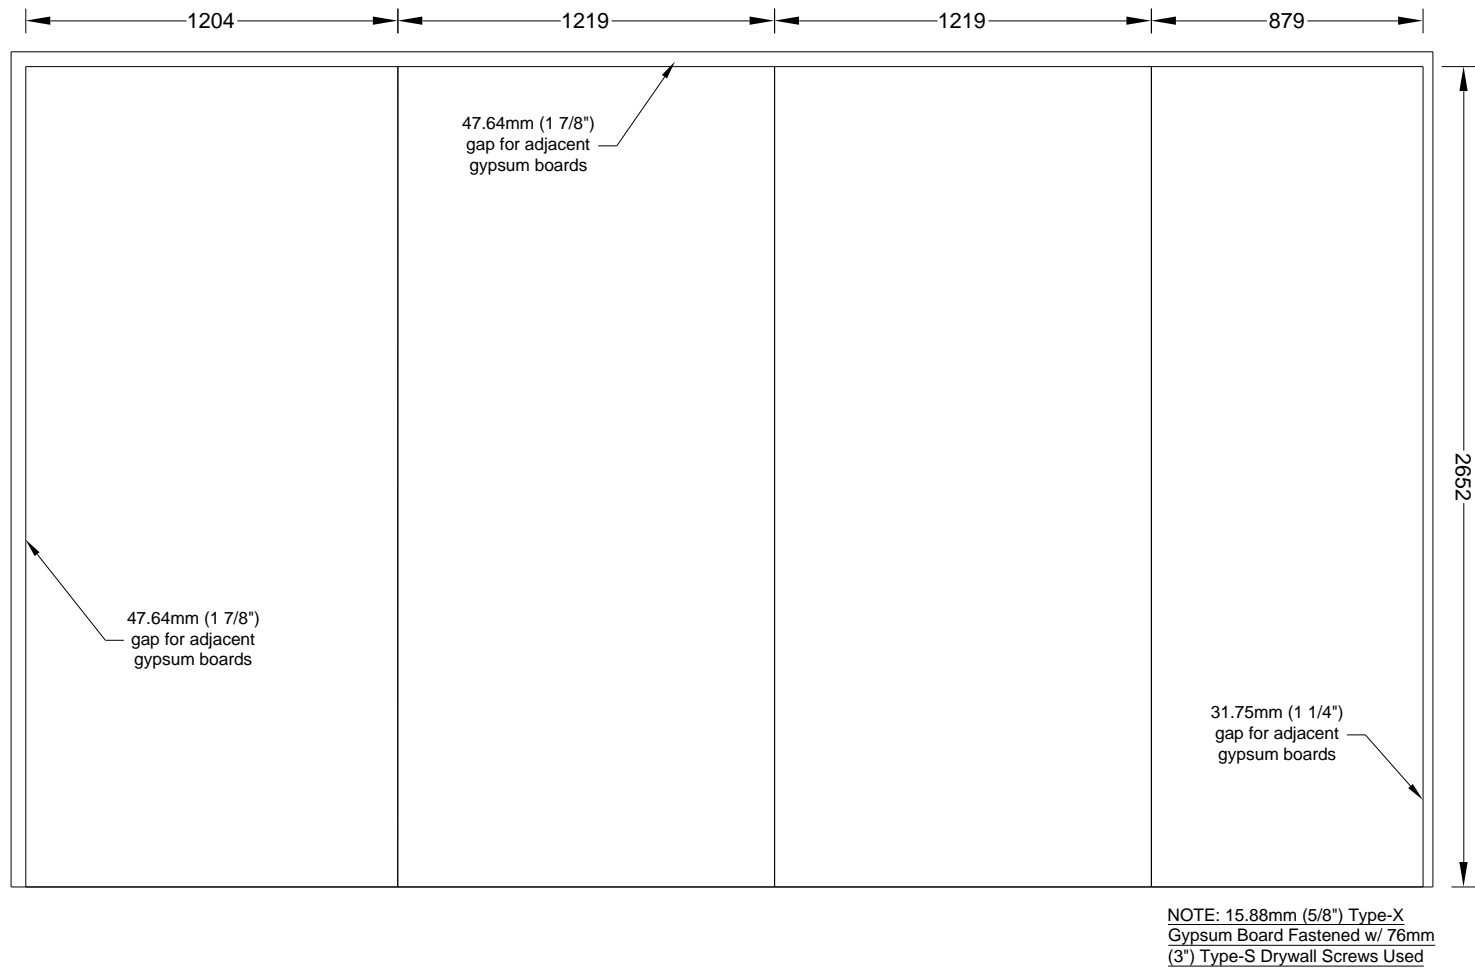 1204
1219
1219
879
47.64mm (1 7/8")
gap for adjacent
gypsum boards
2652
47.64mm (1 7/8")
gap for adjacent
gypsum boards
31.75mm (1 1/4")
gap for adjacent
gypsum boards
NOTE: 15.88mm (5/8") Type-X
Gypsum Board Fastened w/ 76mm
(3") Type-S Drywall Screws Used